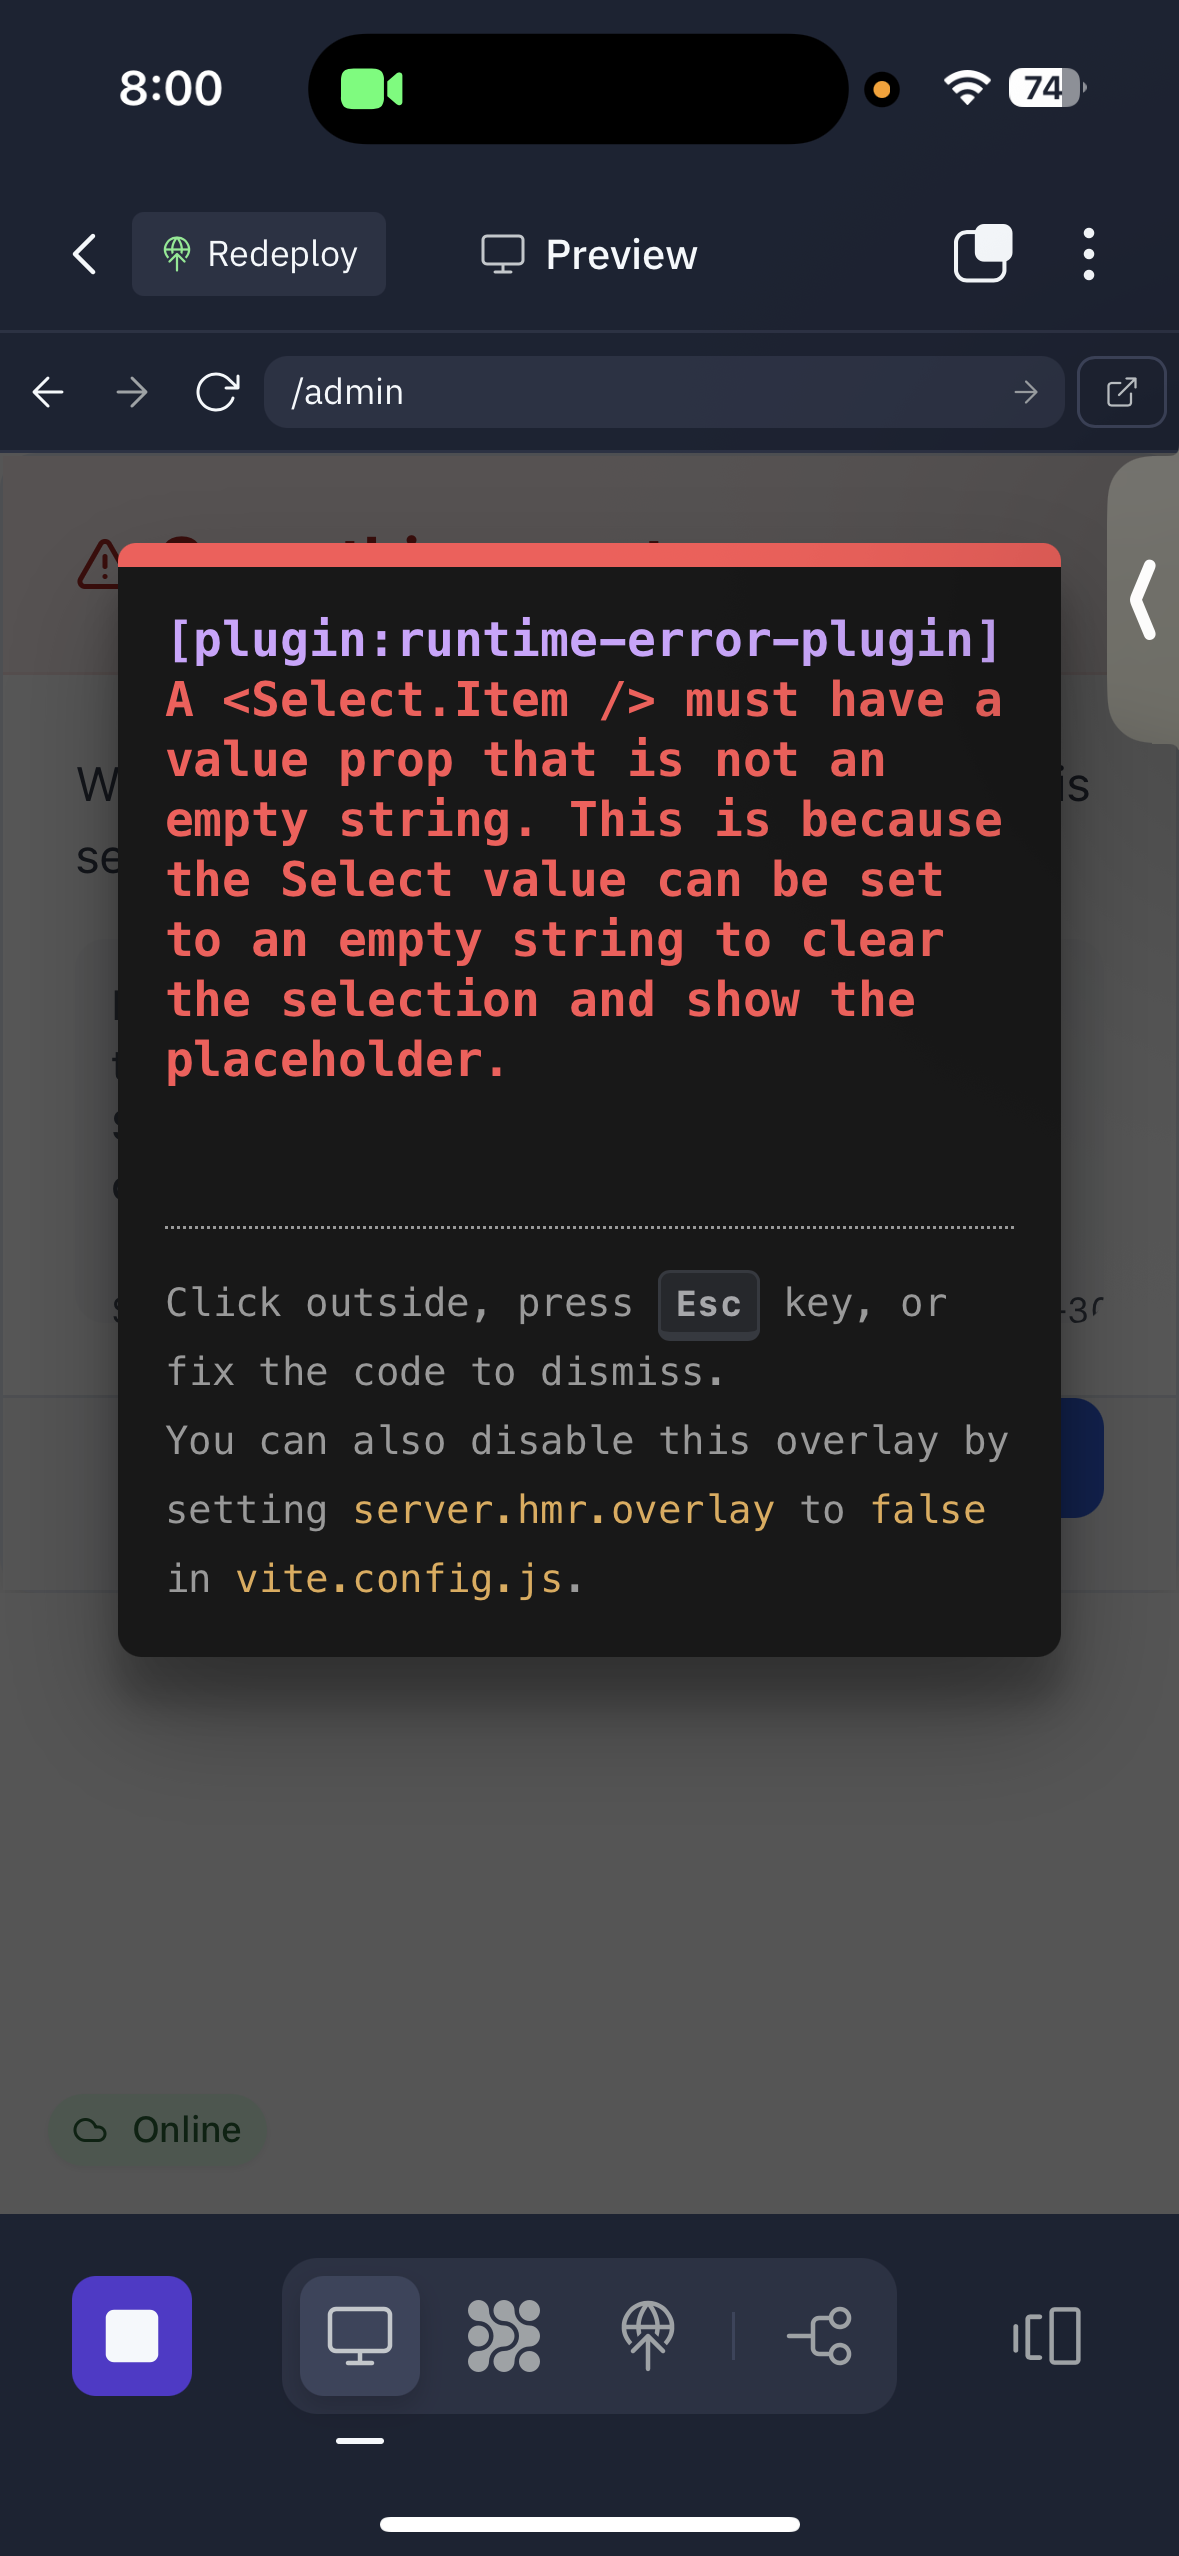 8:00
74
Redeploy
Preview
/admin
[plugin:runtime-error-plugin]
A <Select.Item /> must have a
value prop that is not an
empty string. This is because
the Select value can be set
to an empty string to clear
the selection and show the
placeholder.
Click outside, press Esc key, or
fix the code to dismiss.
You can also disable this overlay by
setting server.hmr.overlay to false
in vite.config.js.
Online